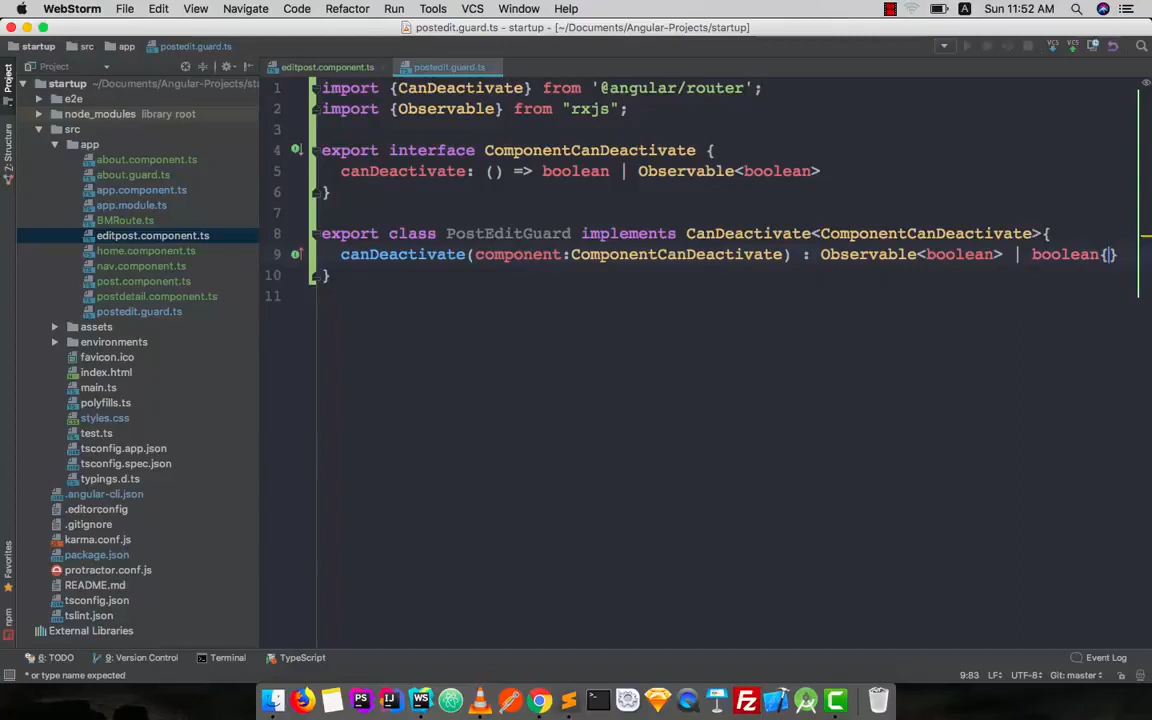 WebStorm File Edit View Navigate Code Refactor Run Tools VCS Window Help A Sun 11:52 AM
postedit.guard.ts - startup - [~/Documents/Angular-Projects/startup]
startup src app postedit.guard.ts
Project editpost.component.ts postedit.guard.ts
startup ~/Documents/Angular-Projects/sta
e2e
node_modules library root
src
app
about.component.ts
about.guard.ts
app.component.ts
app.module.ts
BMRoute.ts
editpost.component.ts
home.component.ts
nav.component.ts
post.component.ts
postdetail.component.ts
postedit.guard.ts
assets
environments
favicon.ico
index.html
main.ts
polyfills.ts
styles.css
test.ts
tsconfig.app.json
tsconfig.spec.json
typings.d.ts
.angular-cli.json
.editorconfig
.gitignore
karma.conf.js
package.json
protractor.conf.js
README.md
tsconfig.json
tslint.json
External Libraries
Project
Z: Structure
Favorites
npm
1 import {CanDeactivate} from '@angular/router';
2 import {Observable} from "rxjs";
3
4 export interface ComponentCanDeactivate {
5 canDeactivate: () => boolean | Observable<boolean>
6 }
7
8 export class PostEditGuard implements CanDeactivate<ComponentCanDeactivate>{
9 canDeactivate(component:ComponentCanDeactivate) : Observable<boolean> | boolean{}
10 }
11
6: TODO 9: Version Control Terminal TypeScript Event Log
* or type name expected 9:83 LF÷ UTF-8÷ Git: master÷
PS WS FZ C